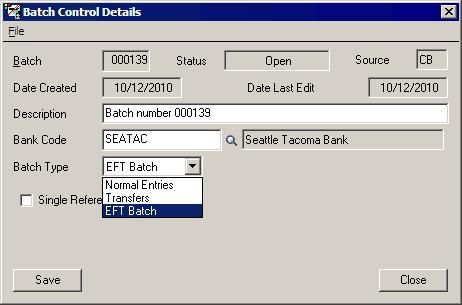 Batch Control Details
File
Batch 000139 Status Open Source CB
Date Created 10/12/2010 Date Last Edit 10/12/2010
Description Batch number 000139
Bank Code SEATAC Seattle Tacoma Bank
Batch Type EFT Batch
Normal Entries
Single Refere Transfers
EFT Batch
Save Close